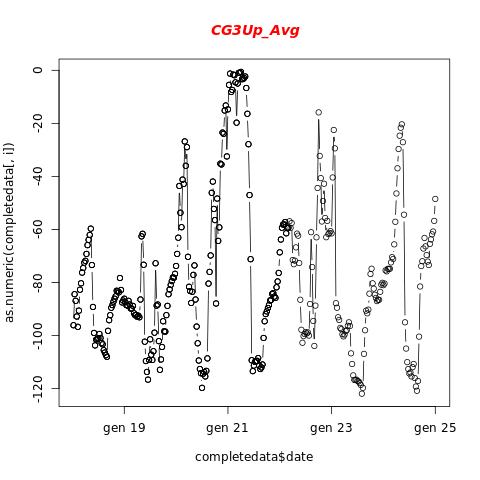 CG3Up_Avg
as.numeric(completedata[, i])
0
-20
-40
-60
-80
-100
-120
gen 19
gen 21
gen 23
gen 25
completedata$date